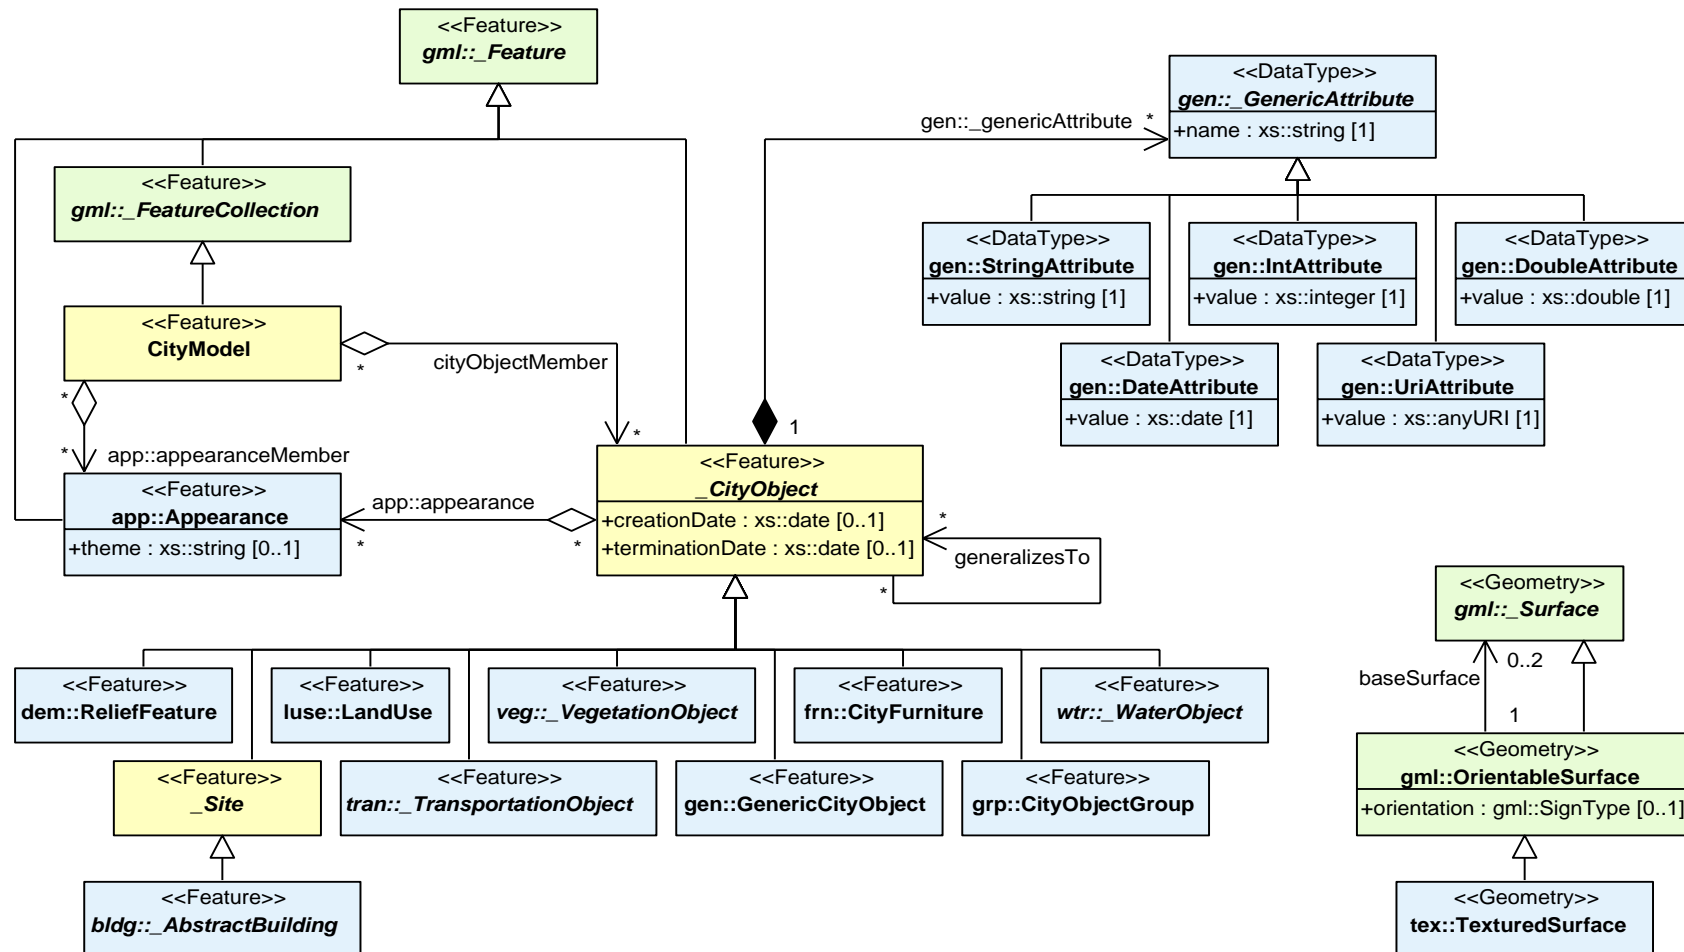 <<Feature>>
gml::_Feature
<<DataType>>
gen::_GenericAttribute
+name : xs::string [1]
gen::_genericAttribute
*
<<Feature>>
gml::_FeatureCollection
<<DataType>>
gen::StringAttribute
+value : xs::string [1]
<<DataType>>
gen::IntAttribute
+value : xs::integer [1]
<<DataType>>
gen::DoubleAttribute
+value : xs::double [1]
<<Feature>>
CityModel
*
cityObjectMember
*
<<DataType>>
gen::DateAttribute
+value : xs::date [1]
<<DataType>>
gen::UriAttribute
+value : xs::anyURI [1]
*
*
app::appearanceMember
1
<<Feature>>
_CityObject
+creationDate : xs::date [0..1]
+terminationDate : xs::date [0..1]
<<Feature>>
app::Appearance
+theme : xs::string [0..1]
app::appearance
*
*
*
generalizesTo
*
<<Geometry>>
gml::_Surface
baseSurface
0..2
1
<<Feature>>
dem::ReliefFeature
<<Feature>>
luse::LandUse
<<Feature>>
veg::_VegetationObject
<<Feature>>
frn::CityFurniture
<<Feature>>
wtr::_WaterObject
<<Geometry>>
gml::OrientableSurface
+orientation : gml::SignType [0..1]
<<Feature>>
_Site
<<Feature>>
tran::_TransportationObject
<<Feature>>
gen::GenericCityObject
<<Feature>>
grp::CityObjectGroup
<<Feature>>
bldg::_AbstractBuilding
<<Geometry>>
tex::TexturedSurface